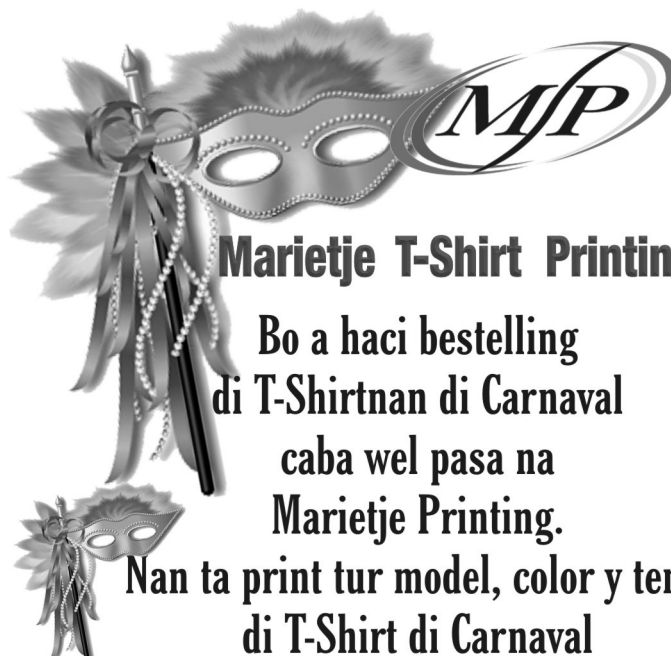 MSP
Marietje T-Shirt Printin
Bo a haci bestelling
di T-Shirtnan di Carnaval
caba wel pasa na
Marietje Printing.
Nan ta print tur model, color y
di T-Shirt di Carnaval